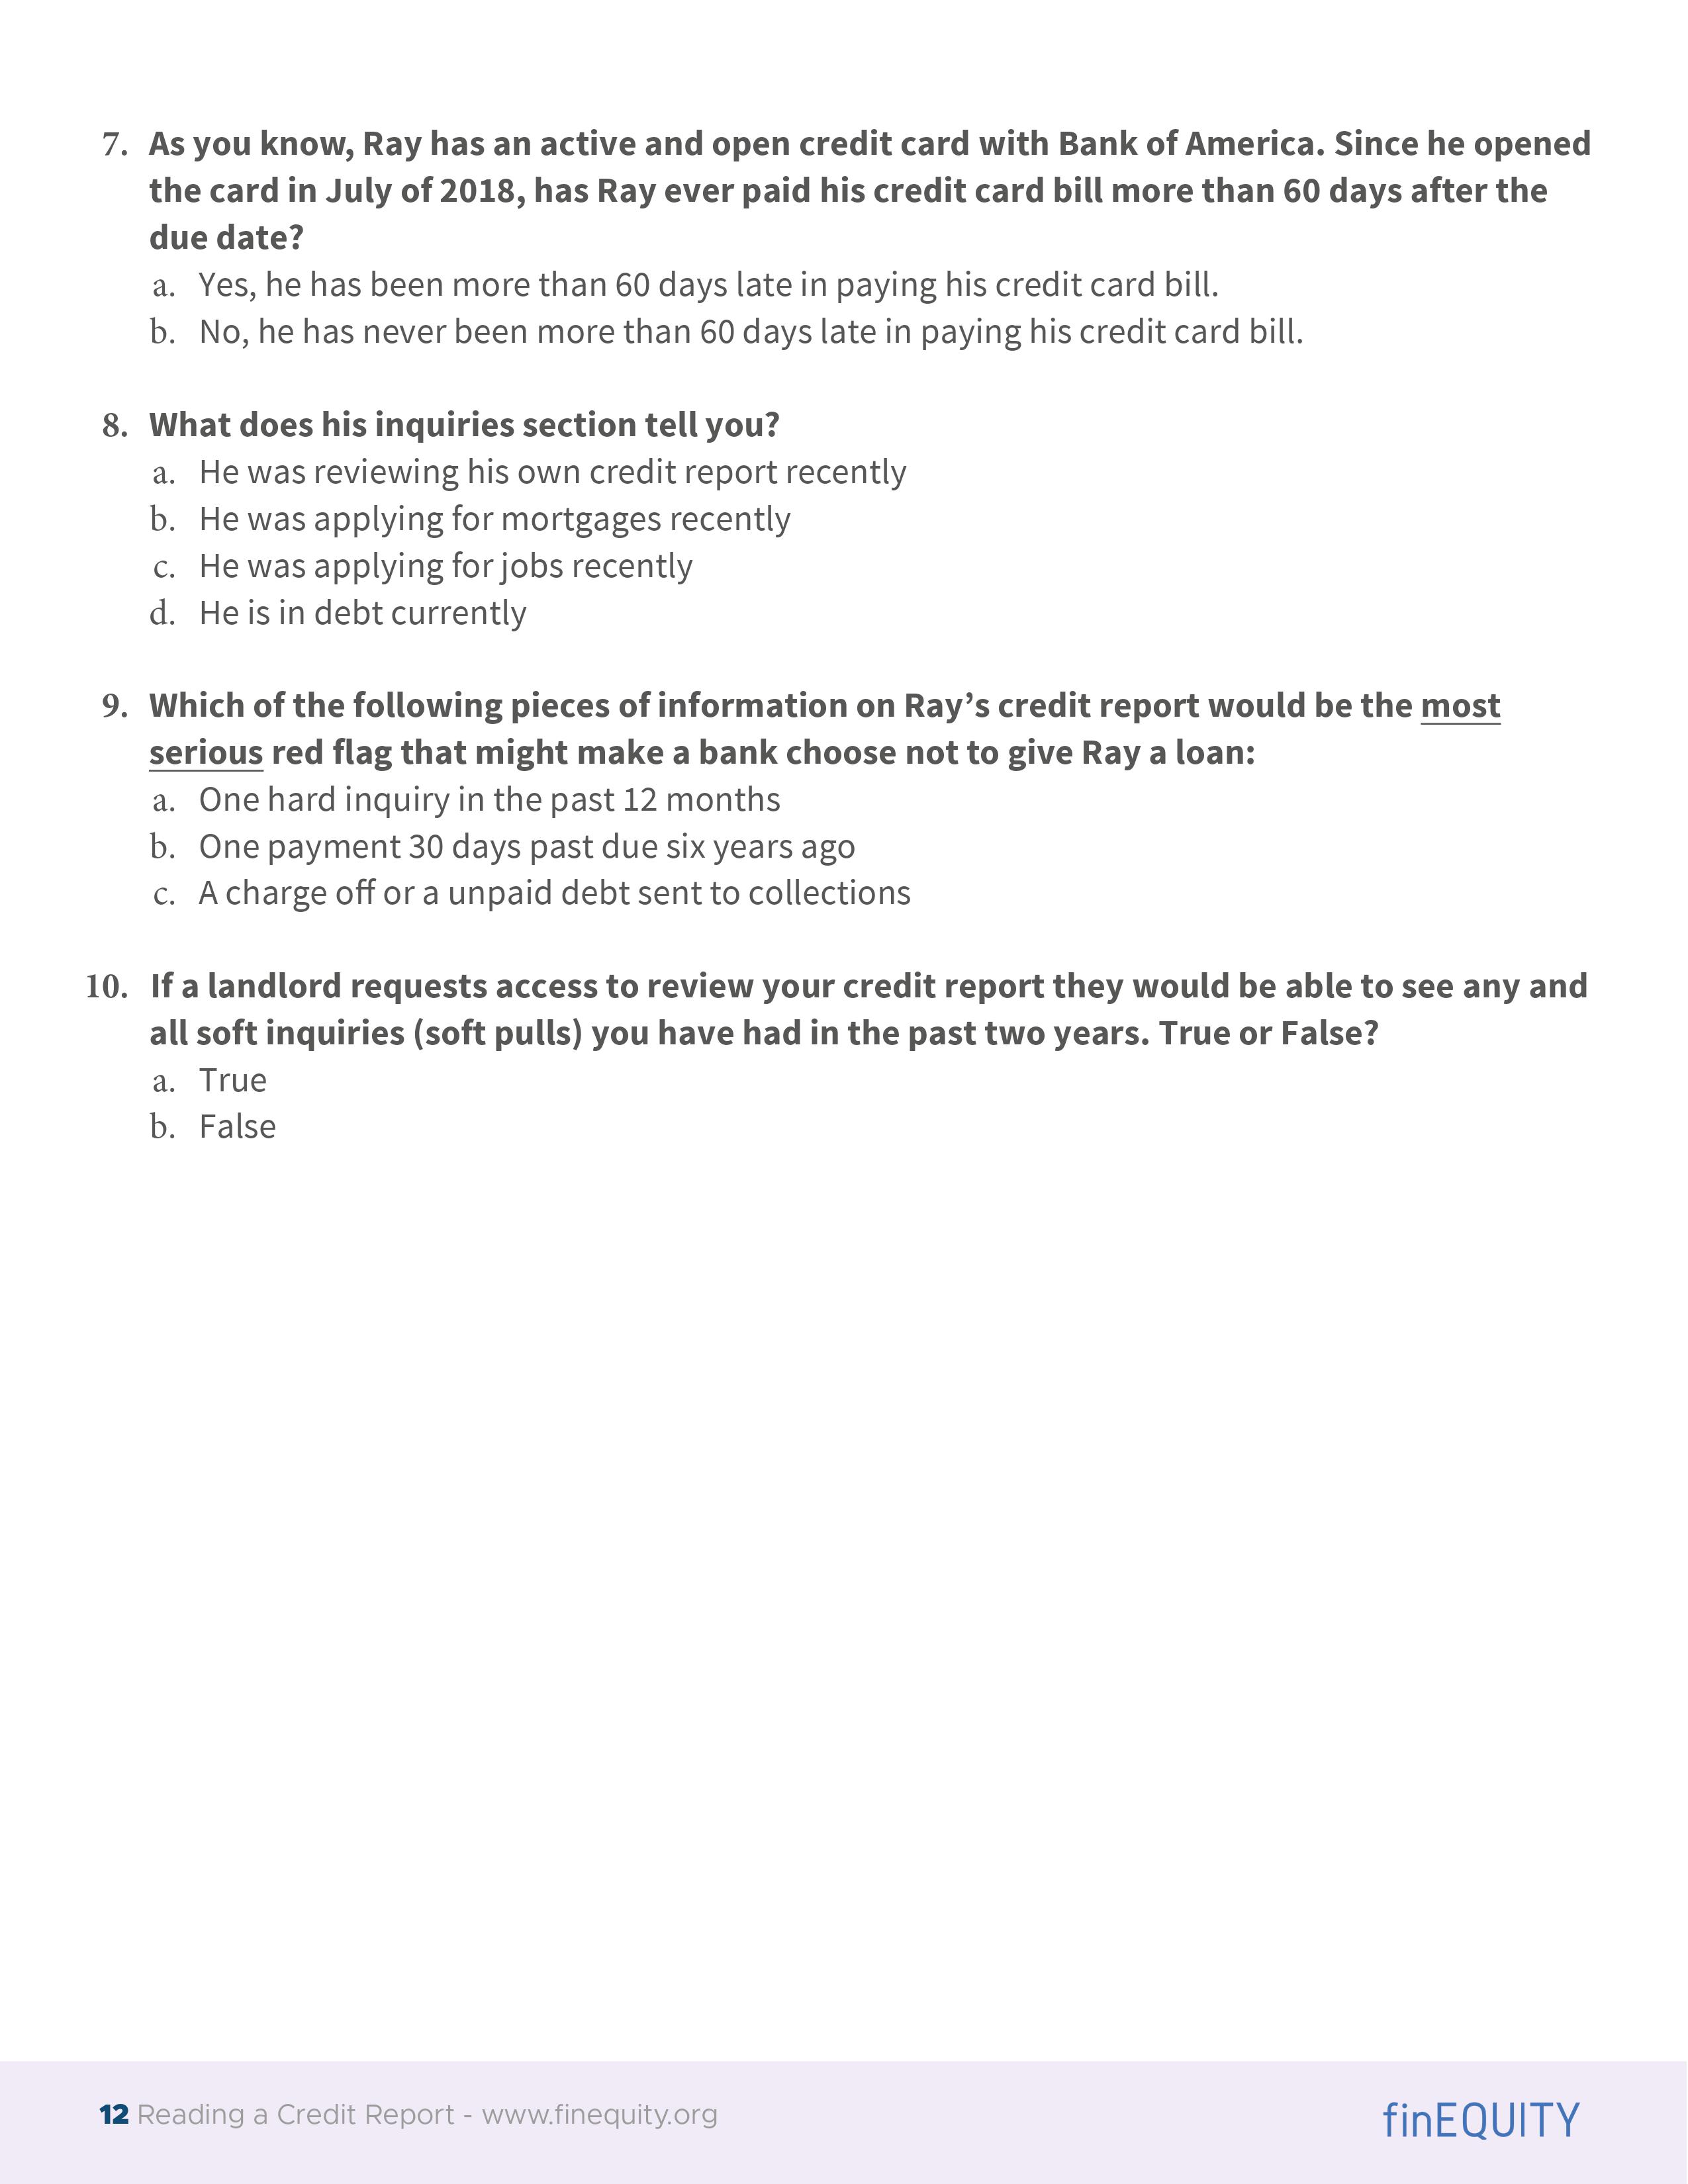 7. As you know, Ray has an active and open credit card with Bank of America. Since he opened
the card in July of 2018, has Ray ever paid his credit card bill more than 60 days after the
due date?
a. Yes, he has been more than 60 days late in paying his credit card bill.
b. No, he has never been more than 60 days late in paying his credit card bill.
8. What does his inquiries section tell you?
a. He was reviewing his own credit report recently
b. He was applying for mortgages recently
c. He was applying for jobs recently
d. He is in debt currently
9. Which of the following pieces of information on Ray’s credit report would be the most
serious red flag that might make a bank choose not to give Ray a loan:
a. One hard inquiry in the past 12 months
b. One payment 30 days past due six years ago
c. A charge off or a unpaid debt sent to collections
10. If a landlord requests access to review your credit report they would be able to see any and
all soft inquiries (soft pulls) you have had in the past two years. True or False?
a. True
b. False
12 Reading a Credit Report - www.finequity.org
finEQUITY